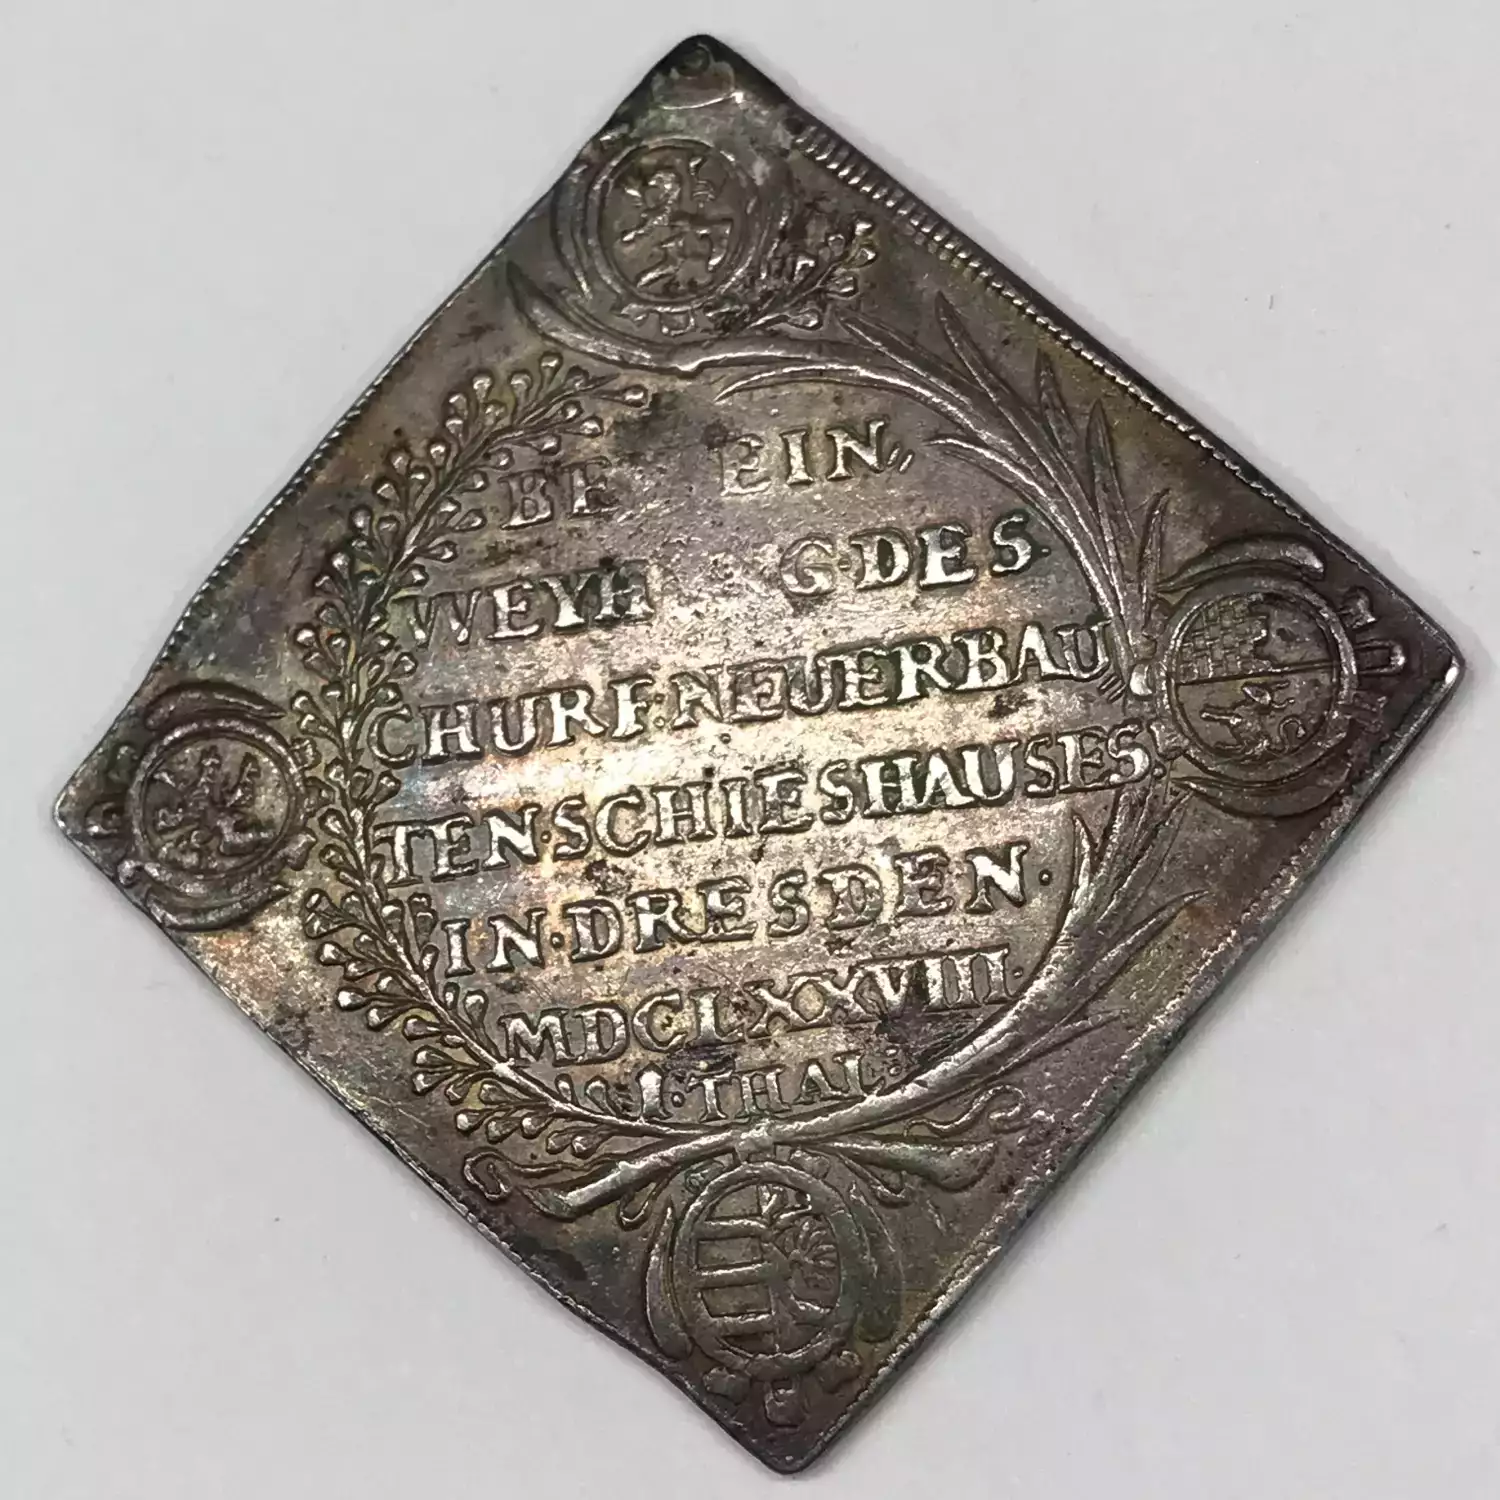 BE EIN,,
WEYH G·DES·
CHURF:NEUERBAU,,
TEN·SCHIESHAUSES·
IN·DRESDEN·
MDCLXXVIII·
I·THAL: